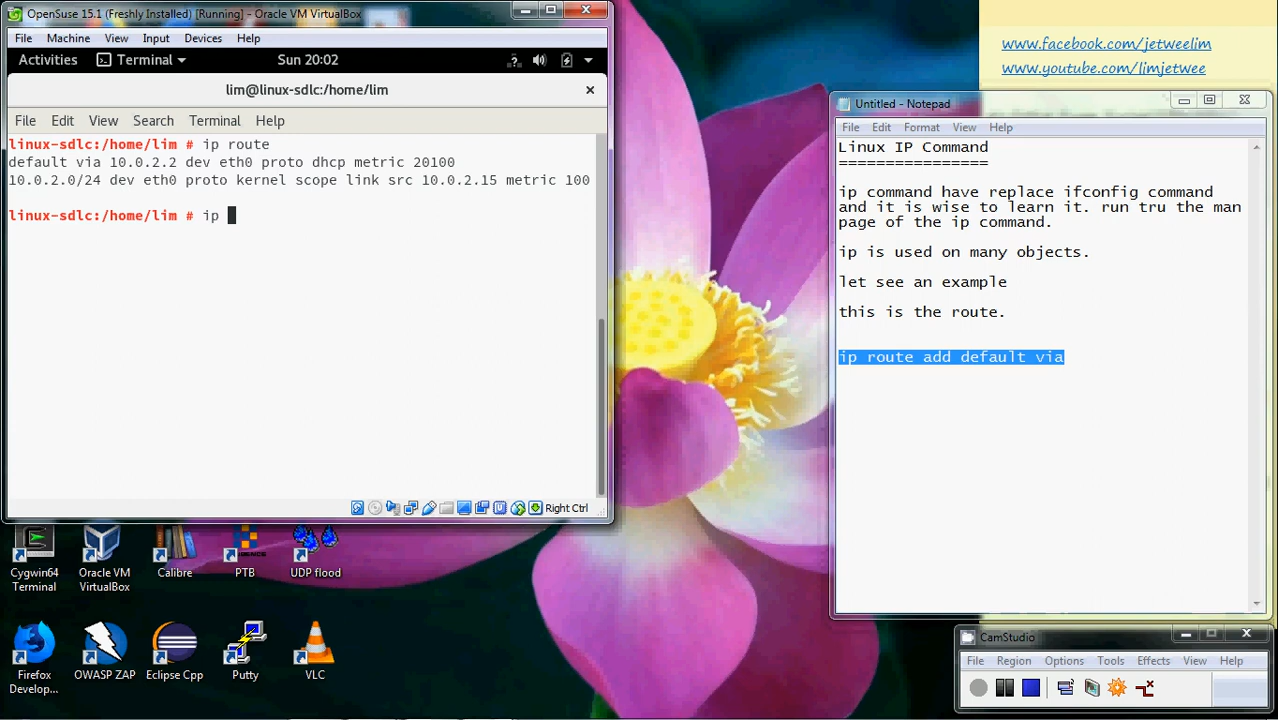 OpenSuse 15.1 (Freshly Installed) [Running] - Oracle VM VirtualBox
File Machine View Input Devices Help
Activities Terminal Sun 20:02
lim@linux-sdlc:/home/lim
File Edit View Search Terminal Help
linux-sdlc:/home/lim # ip route
default via 10.0.2.2 dev eth0 proto dhcp metric 20100
10.0.2.0/24 dev eth0 proto kernel scope link src 10.0.2.15 metric 100
linux-sdlc:/home/lim # ip
Right Ctrl
www.facebook.com/jetweelim
www.youtube.com/limjetwee
Untitled - Notepad
File Edit Format View Help
Linux IP Command
================
ip command have replace ifconfig command
and it is wise to learn it. run tru the man
page of the ip command.
ip is used on many objects.
let see an example
this is the route.
ip route add default via
Cygwin64 Terminal
Oracle VM VirtualBox
Calibre
PTB
UDP flood
Firefox Develop...
OWASP ZAP
Eclipse Cpp
Putty
VLC
CamStudio
File Region Options Tools Effects View Help